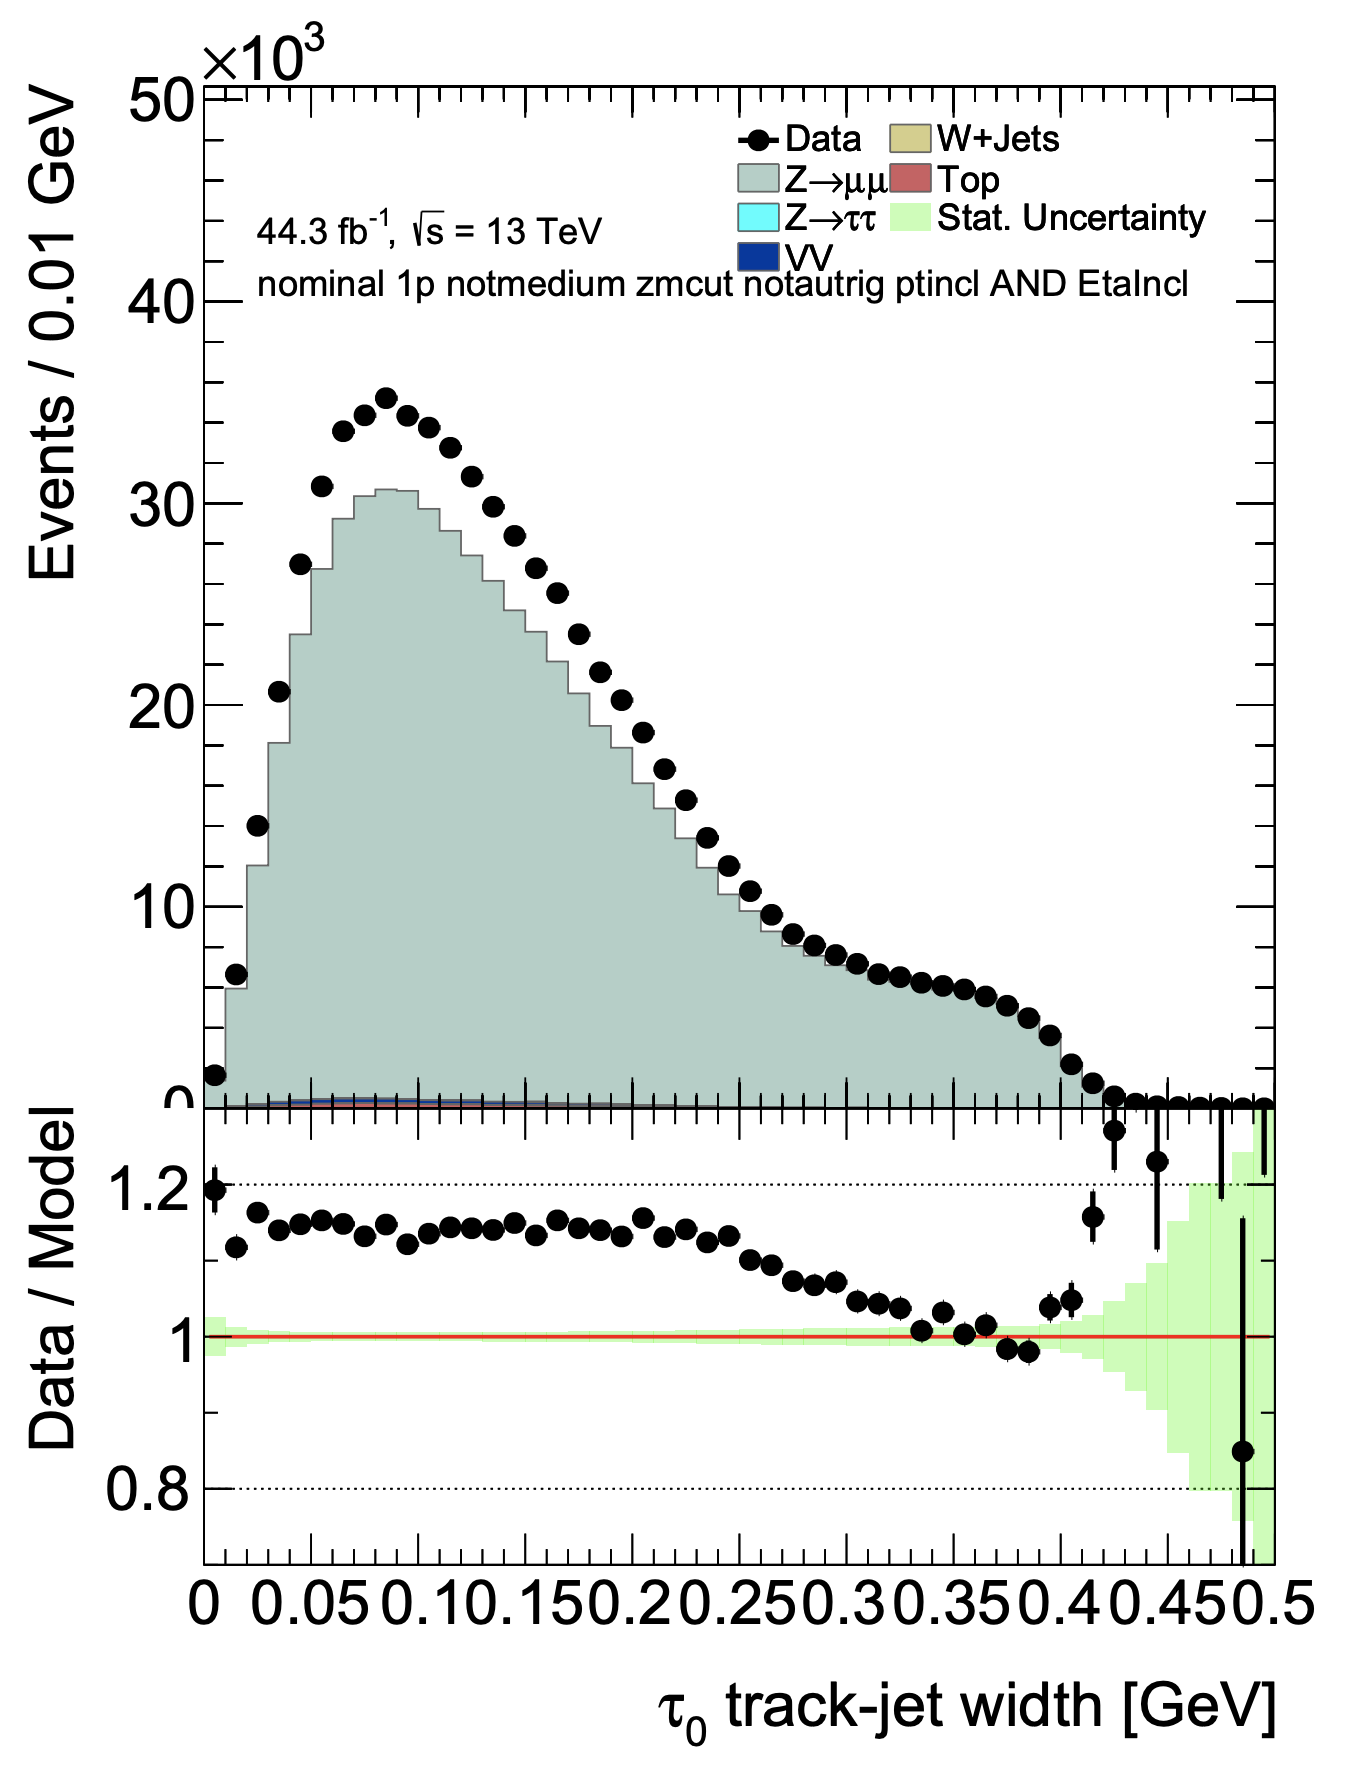 ×10³
50
40
30
20
10
0
Events / 0.01 GeV
Data W+Jets
Z→μμ Top
Z→ττ Stat. Uncertainty
VV
44.3 fb⁻¹, √s = 13 TeV
nominal 1p notmedium zmcut notautrig ptincl AND EtaIncl
Data / Model
1.2
1
0.8
0 0.05 0.1 0.15 0.2 0.25 0.3 0.35 0.4 0.45 0.5
τ₀ track-jet width [GeV]